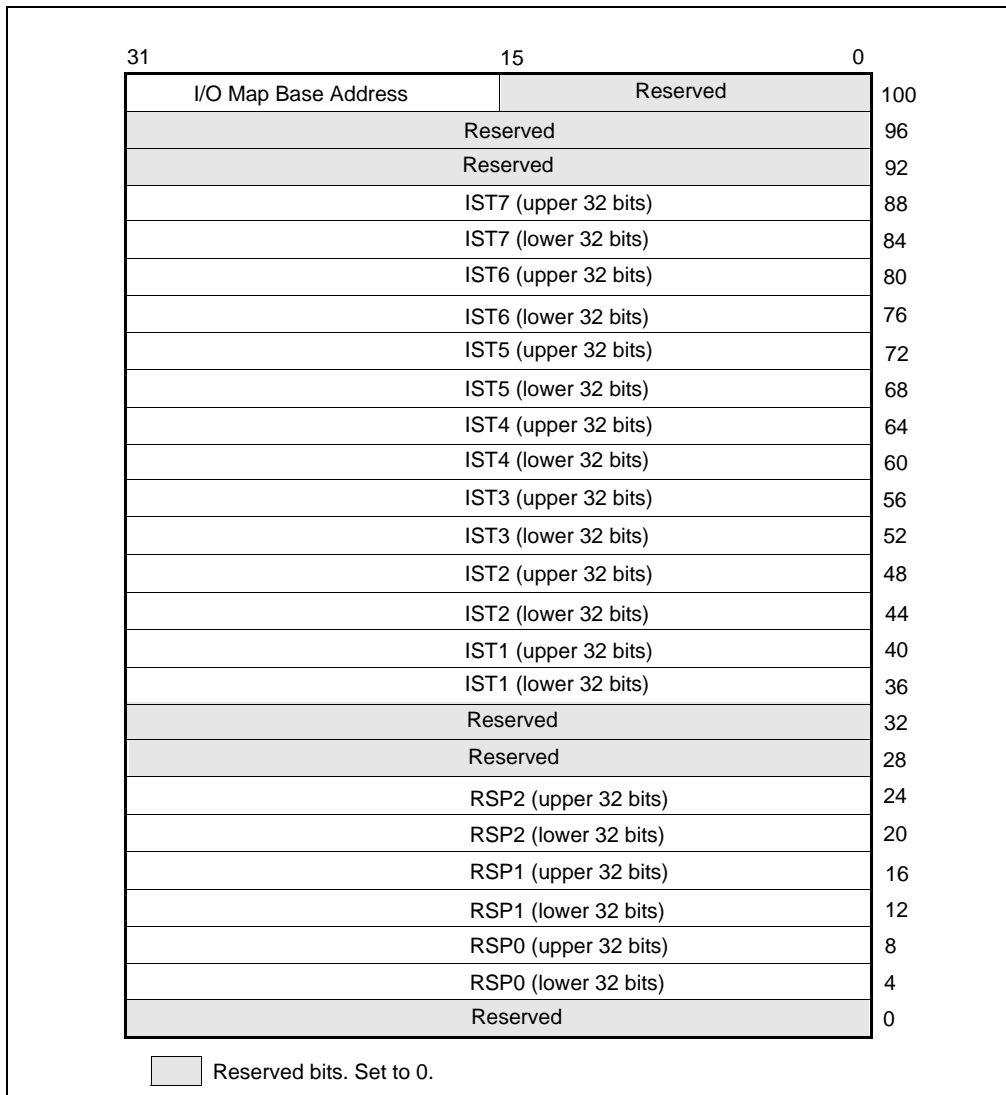 31 15 0
I/O Map Base Address Reserved 100
Reserved 96
Reserved 92
IST7 (upper 32 bits) 88
IST7 (lower 32 bits) 84
IST6 (upper 32 bits) 80
IST6 (lower 32 bits) 76
IST5 (upper 32 bits) 72
IST5 (lower 32 bits) 68
IST4 (upper 32 bits) 64
IST4 (lower 32 bits) 60
IST3 (upper 32 bits) 56
IST3 (lower 32 bits) 52
IST2 (upper 32 bits) 48
IST2 (lower 32 bits) 44
IST1 (upper 32 bits) 40
IST1 (lower 32 bits) 36
Reserved 32
Reserved 28
RSP2 (upper 32 bits) 24
RSP2 (lower 32 bits) 20
RSP1 (upper 32 bits) 16
RSP1 (lower 32 bits) 12
RSP0 (upper 32 bits) 8
RSP0 (lower 32 bits) 4
Reserved 0
Reserved bits. Set to 0.